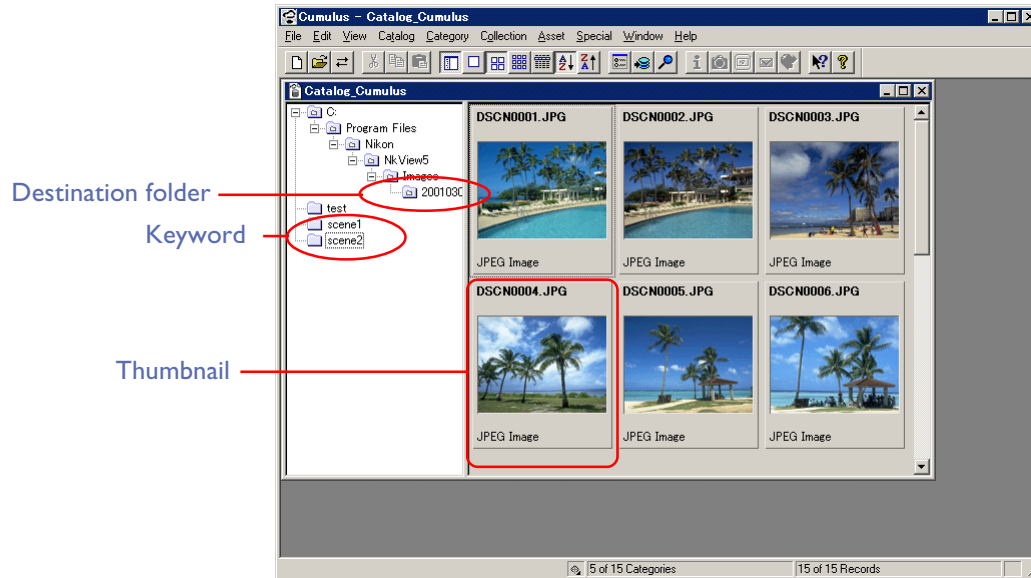 Cumulus - Catalog_Cumulus
File Edit View Catalog Category Collection Asset Special Window Help
Catalog_Cumulus
C:
Program Files
Nikon
NkView5
Images
2001030
test
scene1
scene2
Destination folder
Keyword
Thumbnail
DSCN0001.JPG DSCN0002.JPG DSCN0003.JPG
JPEG Image JPEG Image JPEG Image
DSCN0004.JPG DSCN0005.JPG DSCN0006.JPG
JPEG Image JPEG Image JPEG Image
5 of 15 Categories 15 of 15 Records